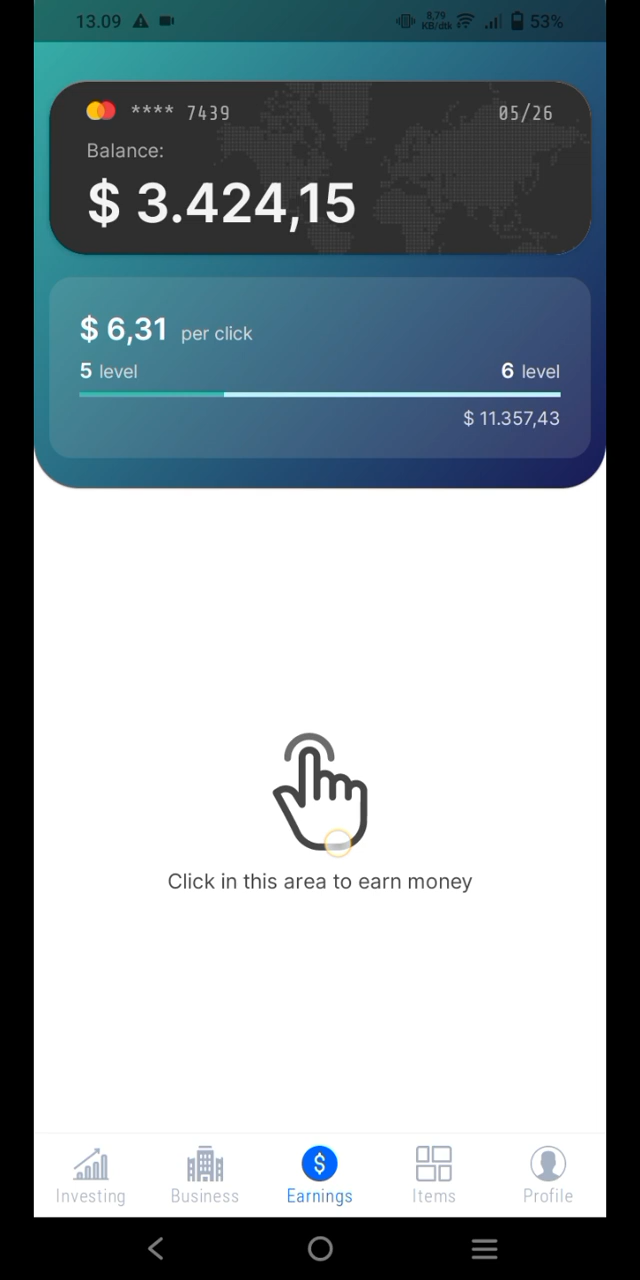 13.09 8,79 KB/dtk 53%
**** 7439 05/26
Balance:
$ 3.424,15
$ 6,31 per click
5 level 6 level
$ 11.357,43
Click in this area to earn money
Investing Business Earnings Items Profile